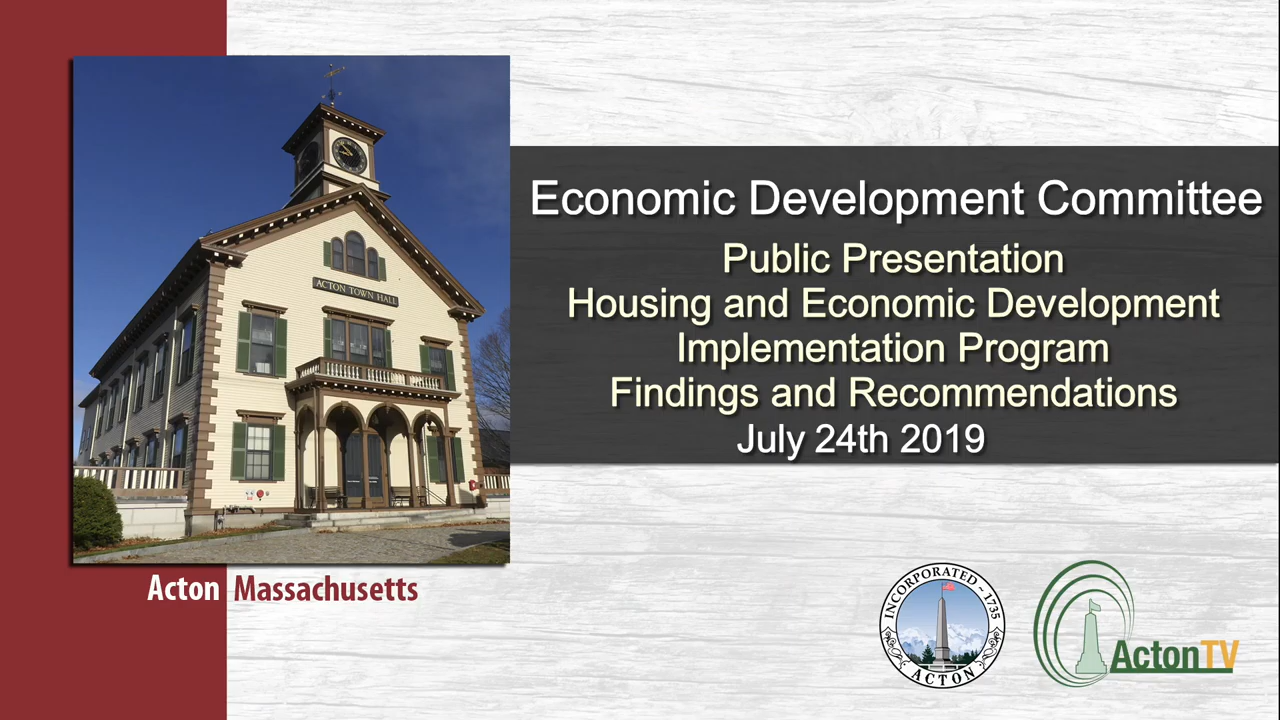 ACTON TOWN HALL
Economic Development Committee
Public Presentation
Housing and Economic Development
Implementation Program
Findings and Recommendations
July 24th 2019
Acton Massachusetts
INCORPORATED ~ 1735
ACTON
ActonTV